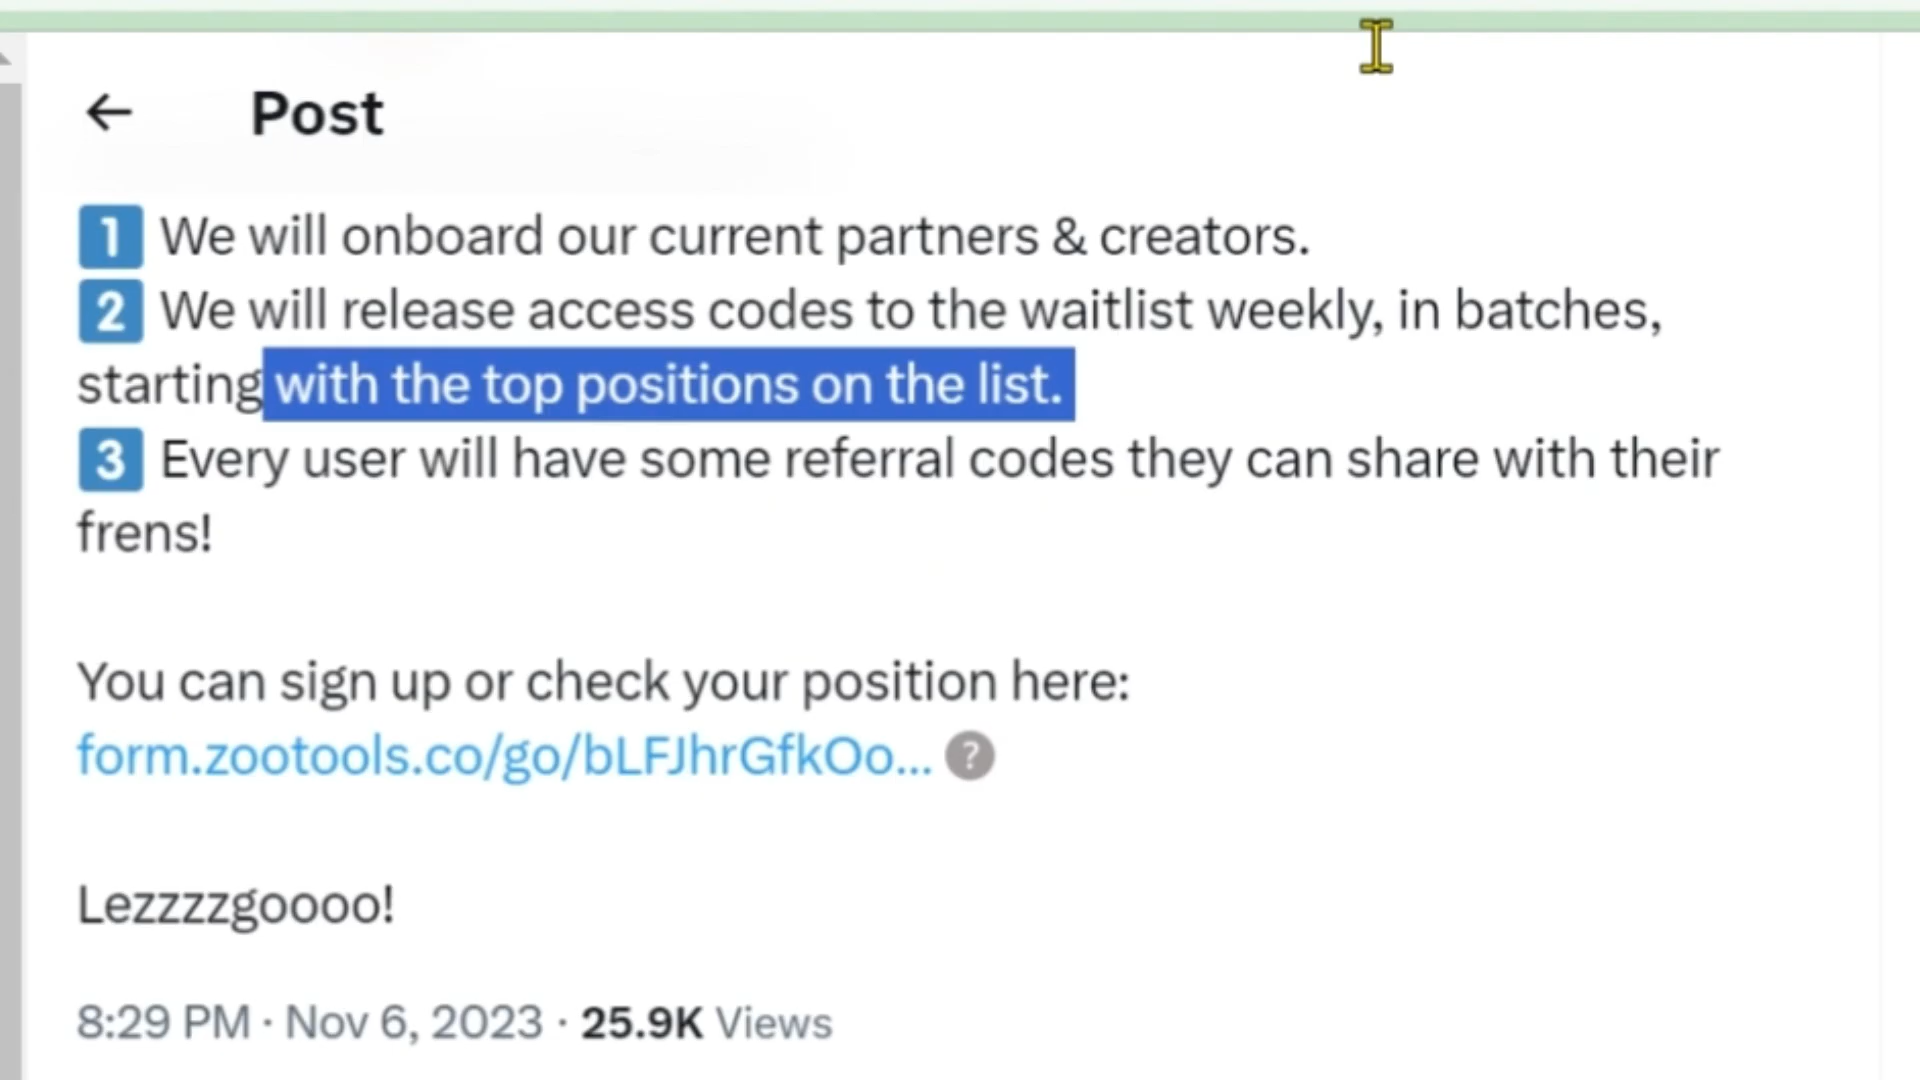 ← Post
1 We will onboard our current partners & creators.
2 We will release access codes to the waitlist weekly, in batches,
starting with the top positions on the list.
3 Every user will have some referral codes they can share with their
frens!
You can sign up or check your position here:
form.zootools.co/go/bLFJhrGfkOo... ?
Lezzzzgoooo!
8:29 PM · Nov 6, 2023 · 25.9K Views